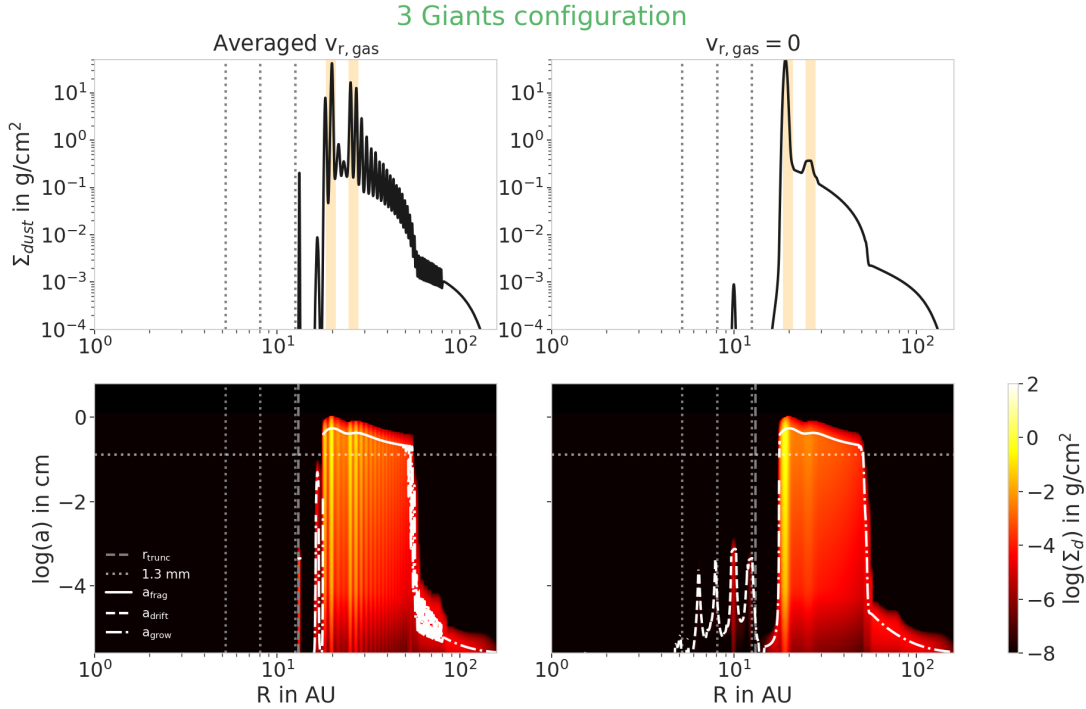 3 Giants configuration
Averaged v_r, gas
v_r, gas = 0
Σ_dust in g/cm²
10¹
10⁰
10⁻¹
10⁻²
10⁻³
10⁻⁴
10⁰
10¹
10²
10¹
10⁰
10⁻¹
10⁻²
10⁻³
10⁻⁴
10⁰
10¹
10²
log(a) in cm
0
−2
−4
r_trunc
1.3 mm
a_frag
a_drift
a_grow
10⁰
10¹
10²
R in AU
10⁰
10¹
10²
R in AU
2
0
−2
−4
−6
−8
log(Σ_d) in g/cm²